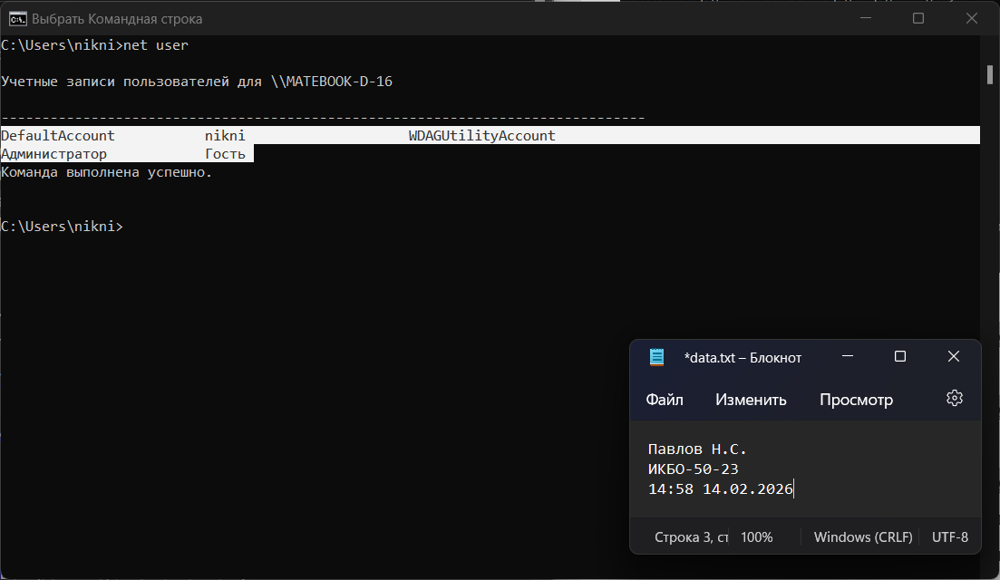 Выбрать Командная строка
C:\Users\nikni>net user
Учетные записи пользователей для \\MATEBOOK-D-16
-------------------------------------------------------------------------------
DefaultAccount nikni WDAGUtilityAccount
Администратор Гость
Команда выполнена успешно.
C:\Users\nikni>
*data.txt – Блокнот
Файл Изменить Просмотр
Павлов Н.С.
ИКБО-50-23
14:58 14.02.2026
Строка 3, ст 100% Windows (CRLF) UTF-8